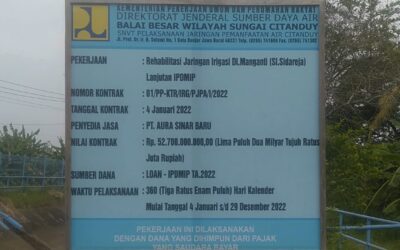 KEMENTERIAN PEKERJAAN UMUM DAN PERUMAHAN RAKYAT
DIREKTORAT JENDERAL SUMBER DAYA AIR
BALAI BESAR WILAYAH SUNGAI CITANDUY
SNVT PELAKSANAAN JARINGAN PEMANFAATAN AIR CITANDUY
PEKERJAAN : Rehabilitasi Jaringan Irigasi DI.Manganti (SI.Sidareja)
Lanjutan IPDMIP
NOMOR KONTRAK : 01/PP-KTR/IRG/PJPA/I/2022
TANGGAL KONTRAK : 4 Januari 2022
PENYEDIA JASA : PT. AURA SINAR BARU
NILAI KONTRAK : Rp. 52.700.000.000,00 (Lima Puluh Dua Milyar Tujuh Ratus
Juta Rupiah)
SUMBER DANA : LOAN - IPDMIP TA.2022
WAKTU PELAKSANAAN : 360 (Tiga Ratus Enam Puluh) Hari Kalender
Mulai Tanggal 4 Januari s/d 29 Desember 2022
PEKERJAAN INI DILAKSANAKAN
DENGAN DANA YANG DIHIMPUN DARI PAJAK
YANG SAUDARA BAYAR